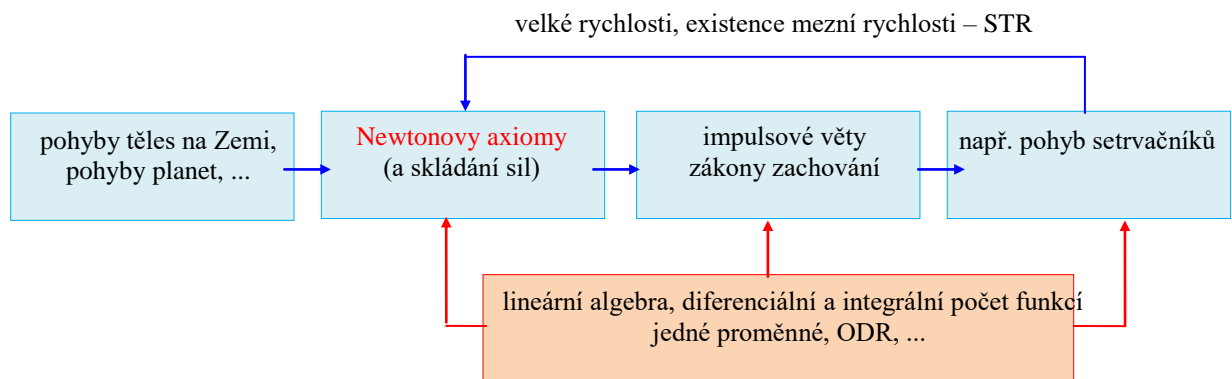 velké rychlosti, existence mezní rychlosti – STR
pohyby těles na Zemi,
pohyby planet, ...
Newtonovy axiomy
(a skládání sil)
impulsové věty
zákony zachování
např. pohyb setrvačníků
lineární algebra, diferenciální a integrální počet funkcí
jedné proměnné, ODR, ...